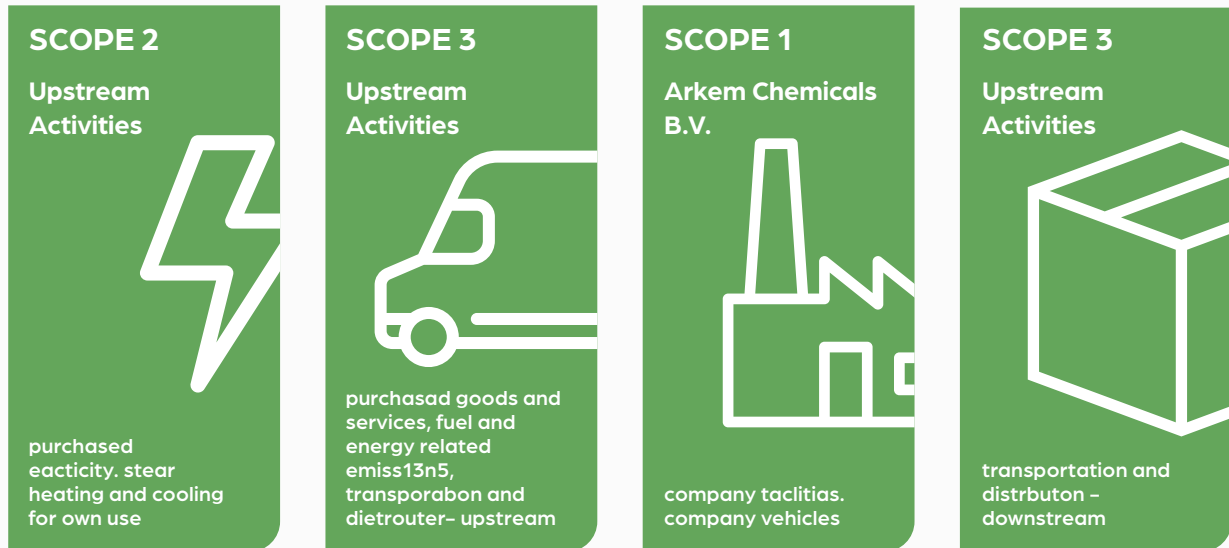 SCOPE 2
Upstream
Activities
purchased
eacticity. stear
heating and cooling
for own use
SCOPE 3
Upstream
Activities
purchasad goods and
services, fuel and
energy related
emiss13n5,
transporabon and
dietrouter- upstream
SCOPE 1
Arkem Chemicals
B.V.
company taclitias.
company vehicles
SCOPE 3
Upstream
Activities
transportation and
distrbuton -
downstream